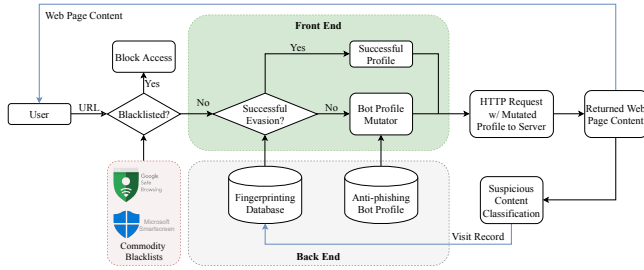 Web Page Content
Front End
Block Access
Yes
Successful
Profile
Yes
User
URL
Blacklisted?
No
Successful
Evasion?
No
Bot Profile
Mutator
HTTP Request
w/ Mutated
Profile to Server
Returned Web
Page Content
Google
Safe
Browsing
Microsoft
Smartscreen
Commodity
Blacklists
Fingerprinting
Database
Anti-phishing
Bot Profile
Suspicious
Content
Classification
Visit Record
Back End